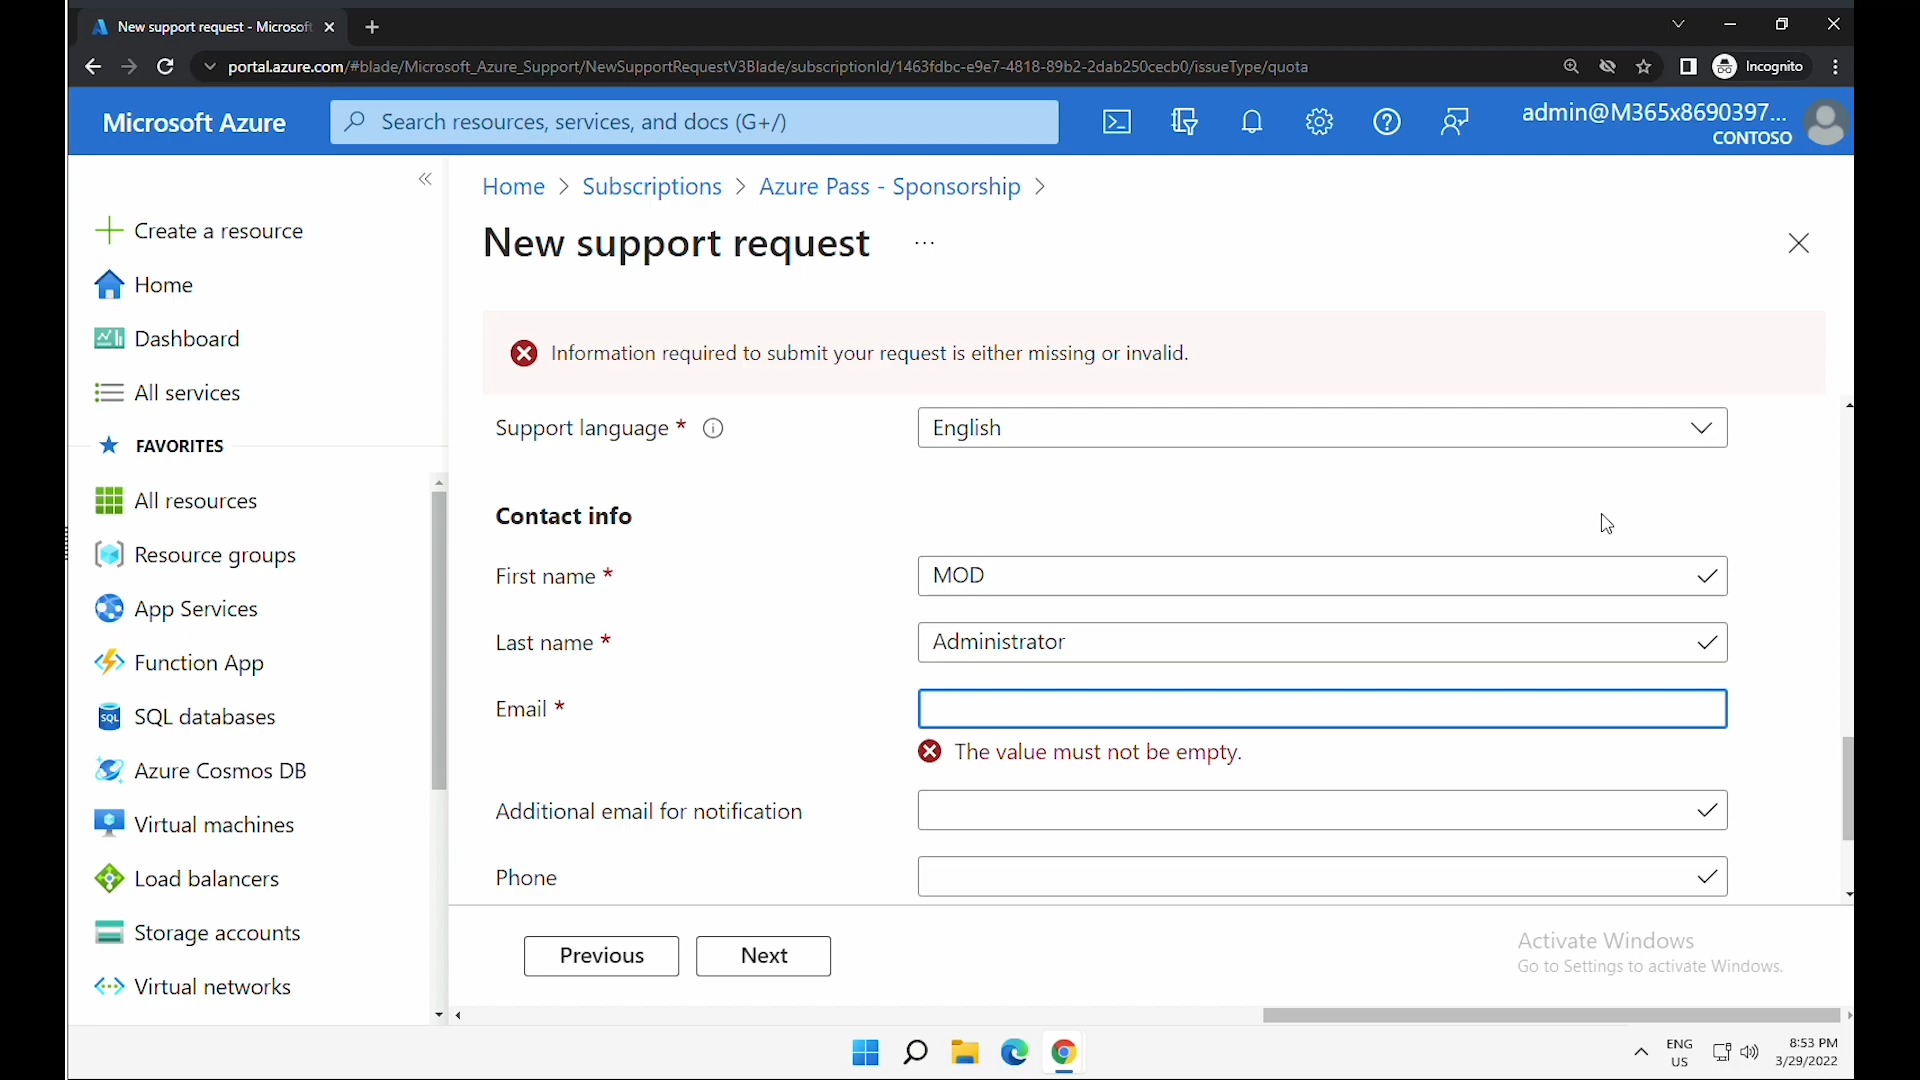 New support request - Microsoft
portal.azure.com/#blade/Microsoft_Azure_Support/NewSupportRequestV3Blade/subscriptionId/1463fdbc-e9e7-4818-89b2-2dab250cecb0/issueType/quota
Incognito
Microsoft Azure
Search resources, services, and docs (G+/)
admin@M365x8690397...
CONTOSO
Home > Subscriptions > Azure Pass - Sponsorship >
New support request ...
Create a resource
Home
Dashboard
All services
FAVORITES
All resources
Resource groups
App Services
Function App
SQL databases
Azure Cosmos DB
Virtual machines
Load balancers
Storage accounts
Virtual networks
Information required to submit your request is either missing or invalid.
Support language * English
Contact info
First name * MOD
Last name * Administrator
Email *
The value must not be empty.
Additional email for notification
Phone
Previous Next
Activate Windows
Go to Settings to activate Windows.
ENG
US
8:53 PM
3/29/2022